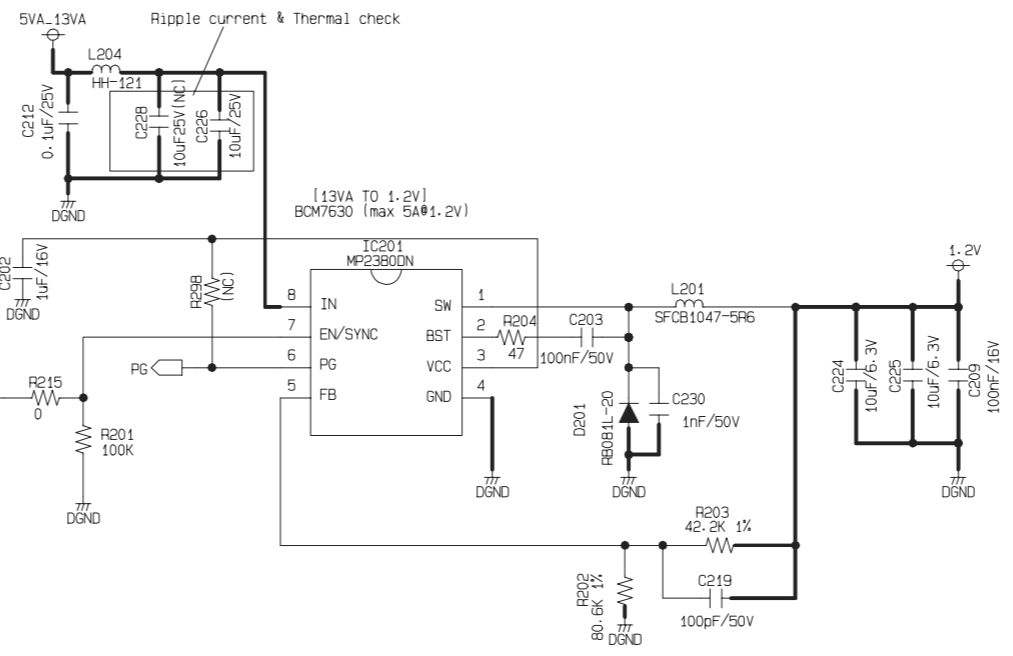 5VA_13VA
Ripple current & Thermal check
L204
HH-121
C212
0.1uF/25V
C228
10uF25V(NC)
C226
10uF/25V
DGND
[13VA TO 1.2V]
BCM7630 (max 5A@1.2V)
C202
1uF/16V
DGND
R298
(NC)
IC201
MP2380DN
8 IN
7 EN/SYNC
6 PG
5 FB
SW 1
BST 2
VCC 3
GND 4
PG
R215
0
R201
100K
DGND
DGND
R204
47
C203
100nF/50V
L201
SFCB1047-5R6
D201
RB081L-20
C230
1nF/50V
DGND
1.2V
C224
10uF/6.3V
C225
10uF/6.3V
C209
100nF/16V
DGND
R203
42.2K 1%
C219
100pF/50V
R202
80.6K 1%
DGND